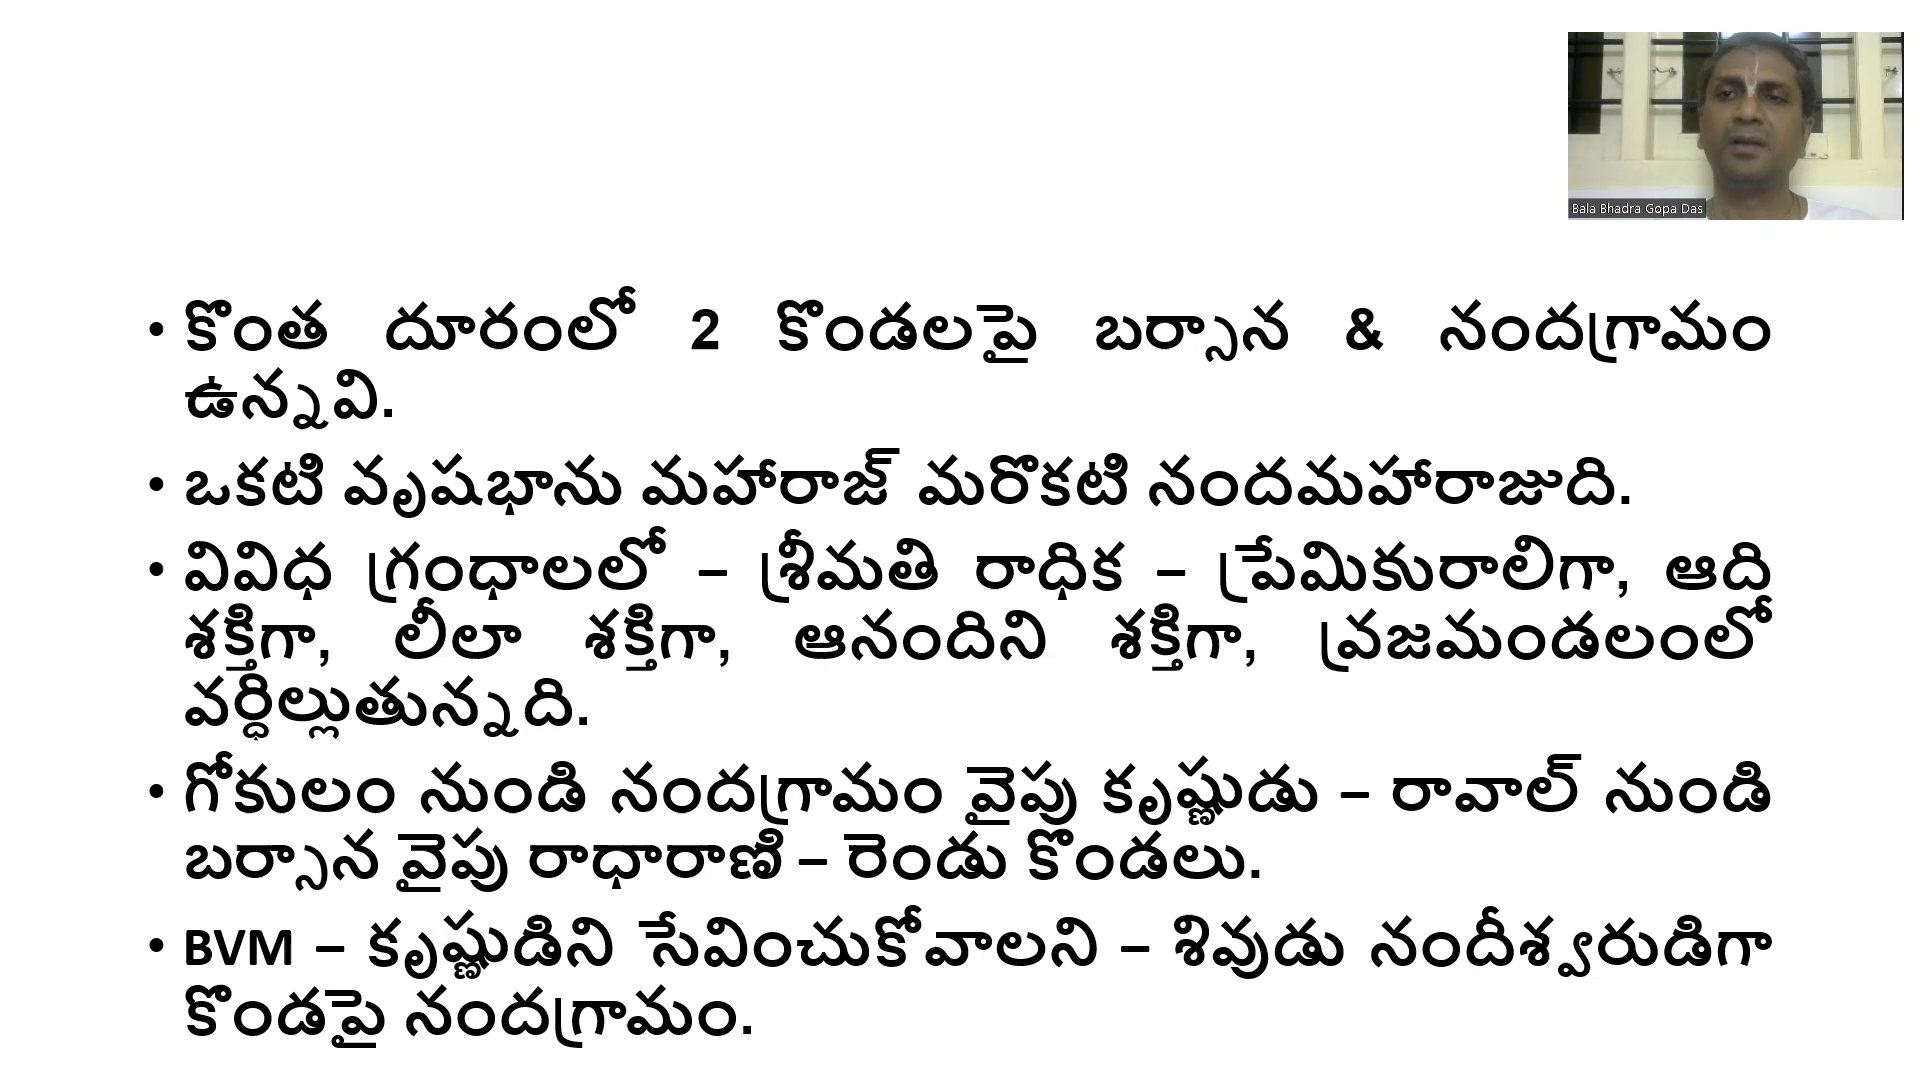 Bala Bhadra Gopa Das
• కొంత దూరంలో 2 కొండలపై బర్సాన & నందగ్రామం
ఉన్నవి.
• ఒకటి వృషభాను మహారాజ్ మరొకటి నందమహారాజుది.
• వివిధ గ్రంధాలలో – శ్రీమతి రాధిక – ప్రేమికురాలిగా, ఆది
శక్తిగా, లీలా శక్తిగా, ఆనందిని శక్తిగా, వ్రజమండలంలో
వర్ధిల్లుతున్నది.
• గోకులం నుండి నందగ్రామం వైపు కృష్ణుడు – రావాల్ నుండి
బర్సాన వైపు రాధారాణి – రెండు కొండలు.
• BVM – కృష్ణుడిని సేవించుకోవాలని – శివుడు నందీశ్వరుడిగా
కొండపై నందగ్రామం.